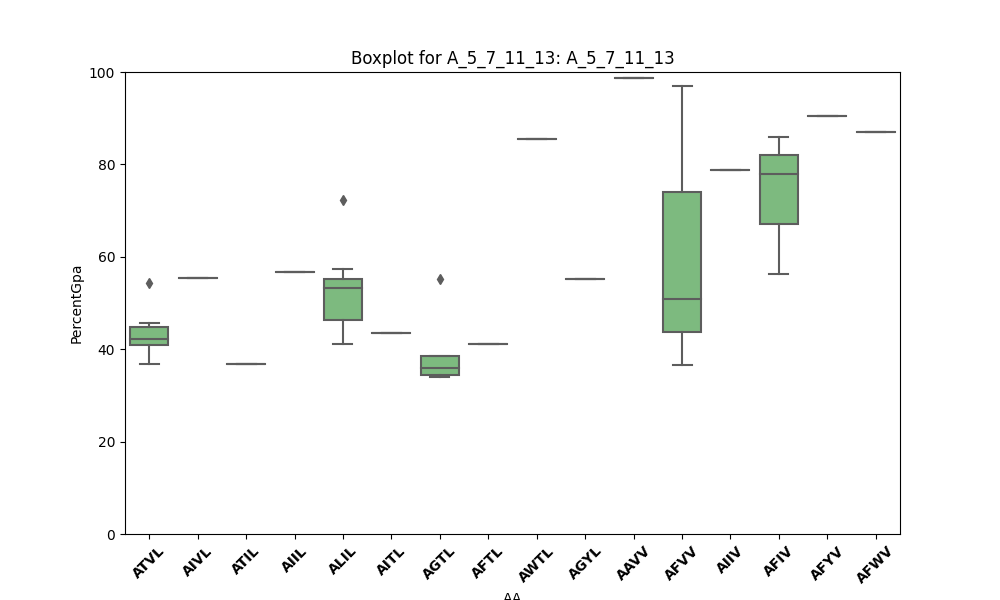 Boxplot for A_5_7_11_13: A_5_7_11_13
100
80
60
40
20
0
PercentGpa
ATVL
AIVL
ATIL
AIIL
ALIL
AITL
AGTL
AFTL
AWTL
AGYL
AAVV
AFVV
AIIV
AFIV
AFYV
AFWV
AA